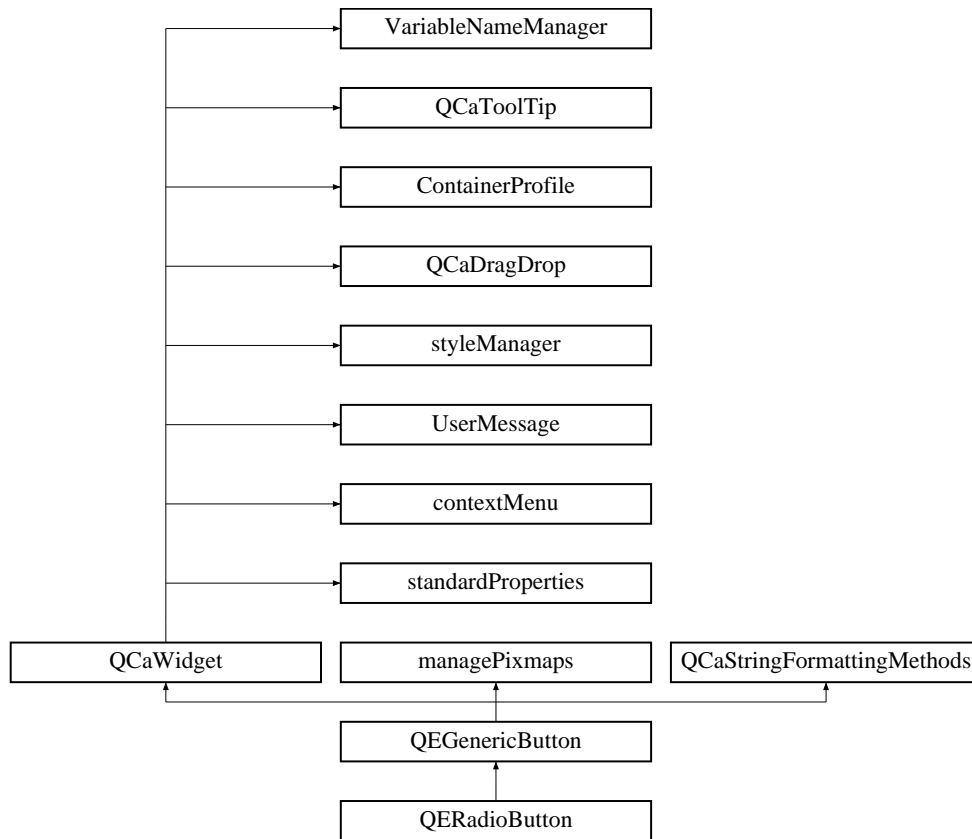 VariableNameManager
QCaToolTip
ContainerProfile
QCaDragDrop
styleManager
UserMessage
contextMenu
standardProperties
QCaWidget
managePixmaps
QCaStringFormattingMethods
QEGenericButton
QERadioButton